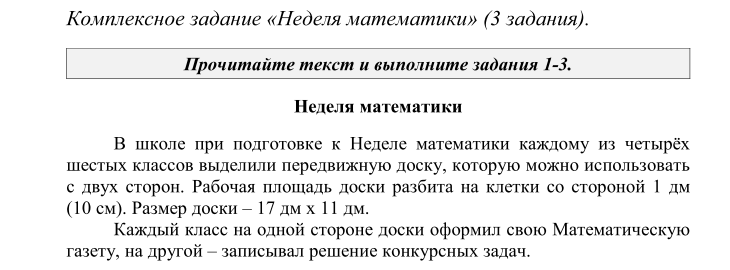 Комплексное задание «Неделя математики» (3 задания).
Прочитайте текст и выполните задания 1-3.
Неделя математики
В школе при подготовке к Неделе математики каждому из четырёх
шестых классов выделили передвижную доску, которую можно использовать
с двух сторон. Рабочая площадь доски разбита на клетки со стороной 1 дм
(10 см). Размер доски – 17 дм х 11 дм.
Каждый класс на одной стороне доски оформил свою Математическую
газету, на другой – записывал решение конкурсных задач.